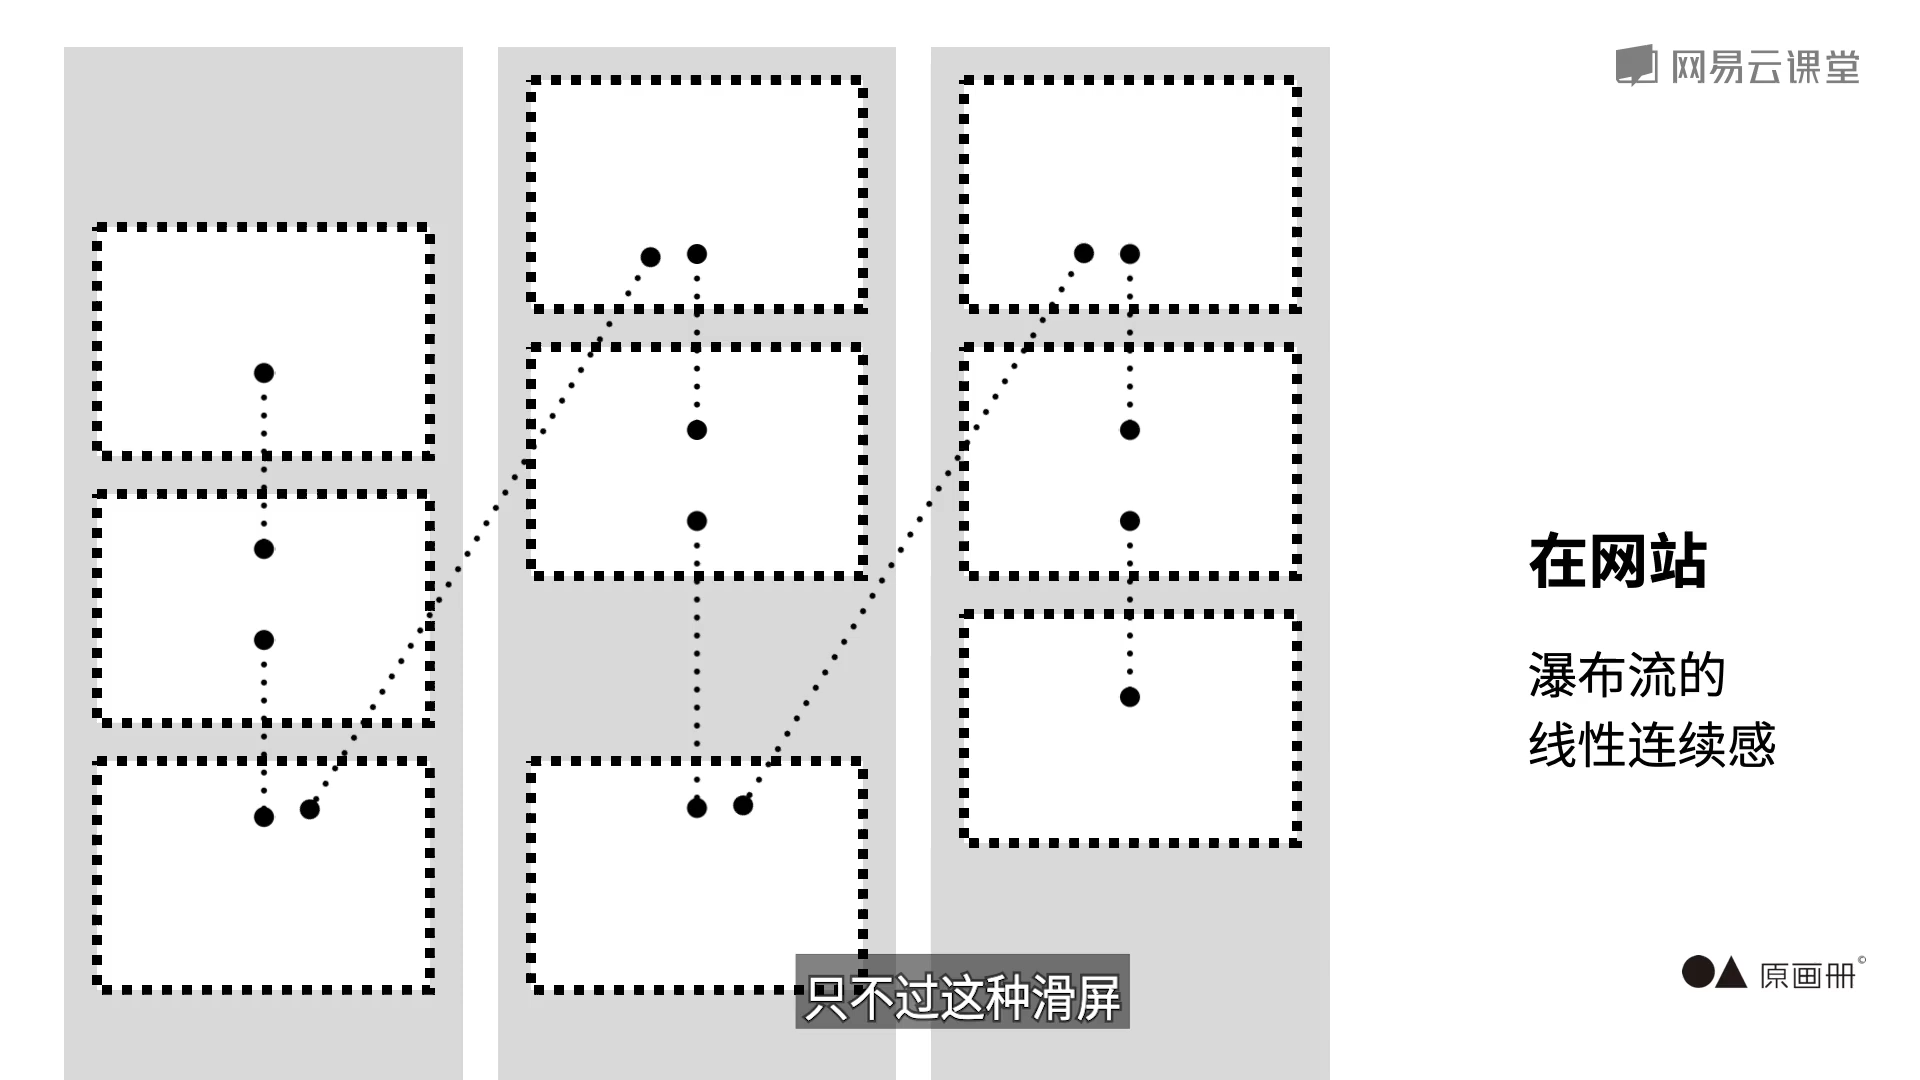 网易云课堂
在网站
瀑布流的
线性连续感
原画册©
只不过这种滑屏